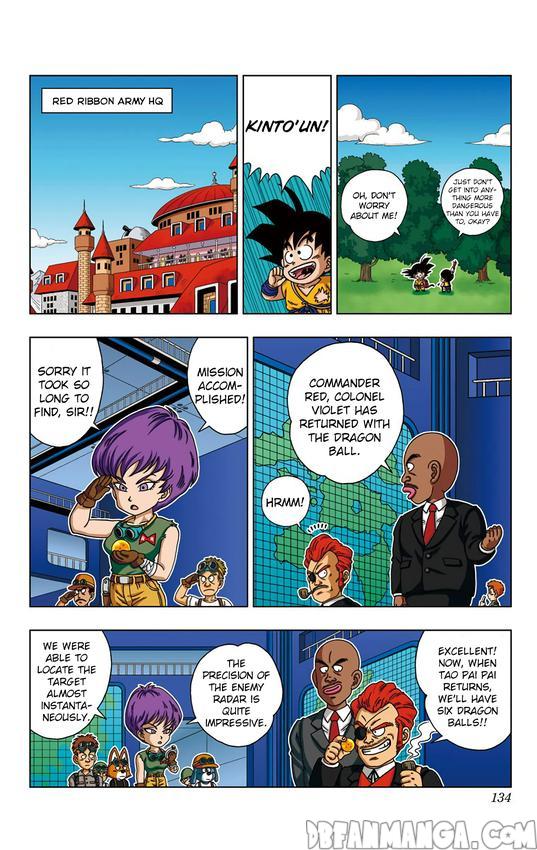 JUST DON'T
GET INTO ANY-
THING MORE
DANGEROUS
THAN YOU HAVE
TO, OKAY?
OH, DON'T
WORRY
ABOUT ME!
KINTO'UN!
RED RIBBON ARMY HQ
COMMANDER
RED, COLONEL
VIOLET HAS
RETURNED WITH
THE DRAGON
BALL.
HRMM!
MISSION
ACCOM-
PLISHED!
SORRY IT
TOOK SO
LONG TO
FIND, SIR!!
EXCELLENT!
NOW, WHEN
TAO PAI PAI
RETURNS,
WE'LL HAVE
SIX DRAGON
BALLS!!
THE
PRECISION OF
THE ENEMY
RADAR IS
QUITE
IMPRESSIVE.
WE WERE
ABLE TO
LOCATE THE
TARGET
ALMOST
INSTANTA-
NEOUSLY.
134
DBFANMANGA.COM